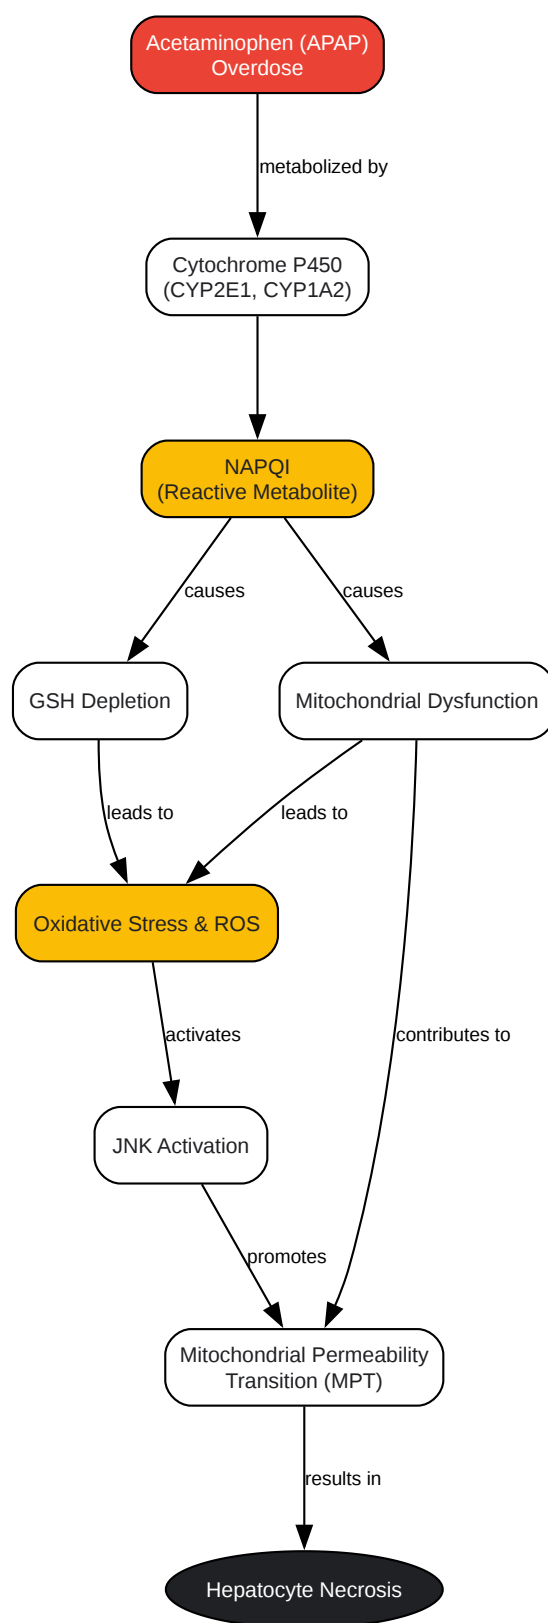 Acetaminophen (APAP)
Overdose
metabolized by
Cytochrome P450
(CYP2E1, CYP1A2)
NAPQI
(Reactive Metabolite)
causes
causes
GSH Depletion
Mitochondrial Dysfunction
leads to
leads to
Oxidative Stress & ROS
activates
contributes to
JNK Activation
promotes
Mitochondrial Permeability
Transition (MPT)
results in
Hepatocyte Necrosis